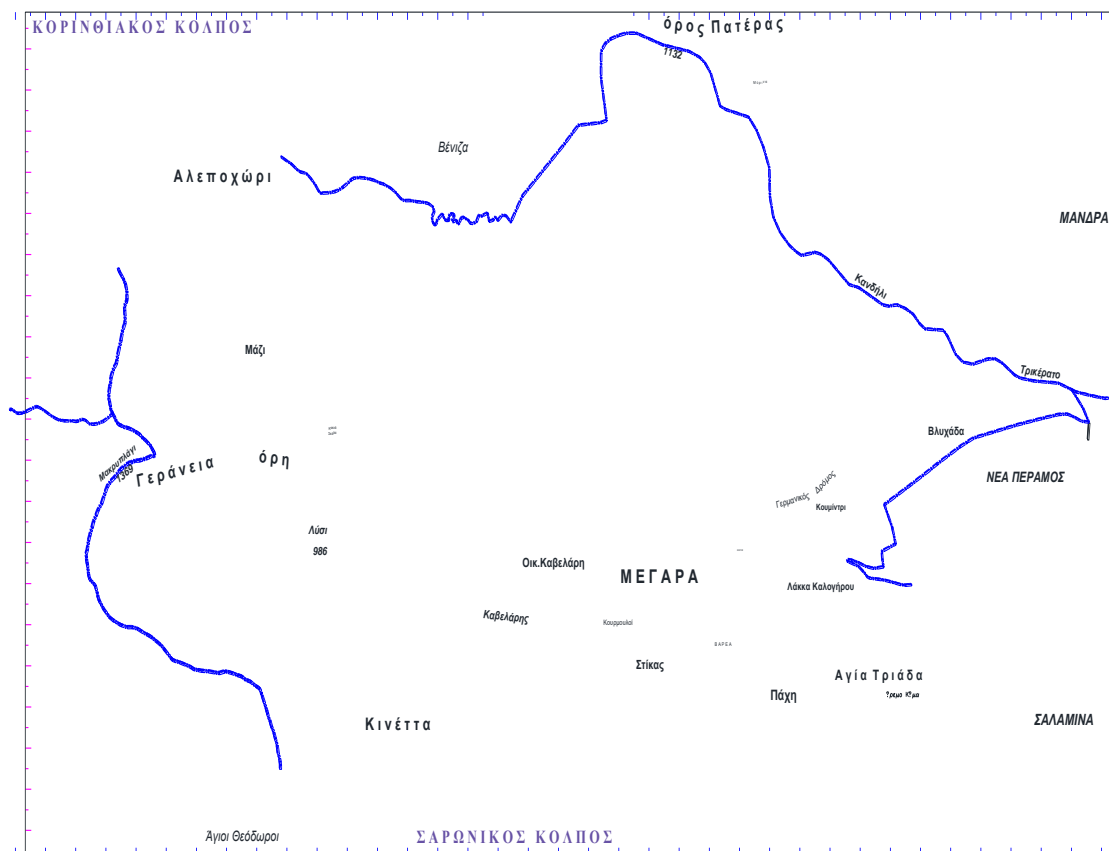 ΚΟΡΙΝΘΙΑΚΟΣ ΚΟΛΠΟΣ
όρος Πατέρας
1132
Βένιζα
Αλεποχώρι
ΜΑΝΔΡΑ
Κανδήλι
Μάζι
Τρικέρατο
Βλυχάδα
Μακρυπλάγι
1369
Γεράνεια όρη
ΝΕΑ ΠΕΡΑΜΟΣ
Γερμανικός Δρόμος
Κουμίντρι
Λύσι
986
Οικ.Καβελάρη
ΜΕΓΑΡΑ
Λάκκα Καλογήρου
Καβελάρης
Κουρμουλοί
ΒΑΡΕΑ
Στίκας
Αγία Τριάδα
Πάχη
Κινέττα
ΣΑΛΑΜΙΝΑ
Άγιοι Θεόδωροι
ΣΑΡΩΝΙΚΟΣ ΚΟΛΠΟΣ